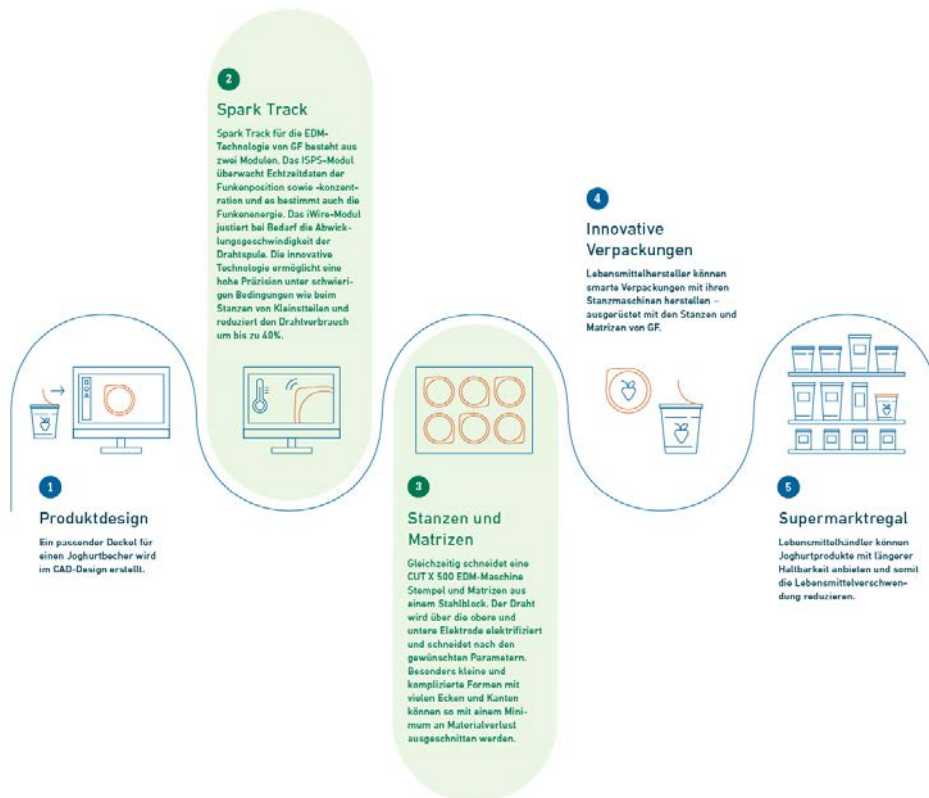 1
Produktdesign
Ein passender Deckel für
einen Joghurtbecher wird
im CAD-Design erstellt.
2
Spark Track
Spark Track für die EDM-
Technologie von GF besteht aus
zwei Modulen. Das ISPS-Modul
überwacht Echtzeitdaten der
Funkenposition sowie -konzent-
ration und es bestimmt auch die
Funkenenergie. Das iWire-Modul
justiert bei Bedarf die Abwick-
lungsgeschwindigkeit der
Drahtspule. Die innovative
Technologie ermöglicht eine
hohe Präzision unter schwieri-
gen Bedingungen wie beim
Stanzen von Kleinstteilen und
reduziert den Drahtverbrauch
um bis zu 40%.
3
Stanzen und
Matrizen
Gleichzeitig schneidet eine
CUT X 500 EDM-Maschine
Stempel und Matrizen aus
einem Stahlblock. Der Draht
wird über die obere und
untere Elektrode elektrifiziert
und schneidet nach den
gewünschten Parametern.
Besonders kleine und
komplizierte Formen mit
vielen Ecken und Kanten
können so mit einem Mini-
mum an Materialverlust
ausgeschnitten werden.
4
Innovative
Verpackungen
Lebensmittelhersteller können
smarte Verpackungen mit ihren
Stanzmaschinen herstellen –
ausgerüstet mit den Stanzen und
Matrizen von GF.
5
Supermarktregal
Lebensmittelhändler können
Joghurtprodukte mit längerer
Haltbarkeit anbieten und somit
die Lebensmittelverschwen-
dung reduzieren.